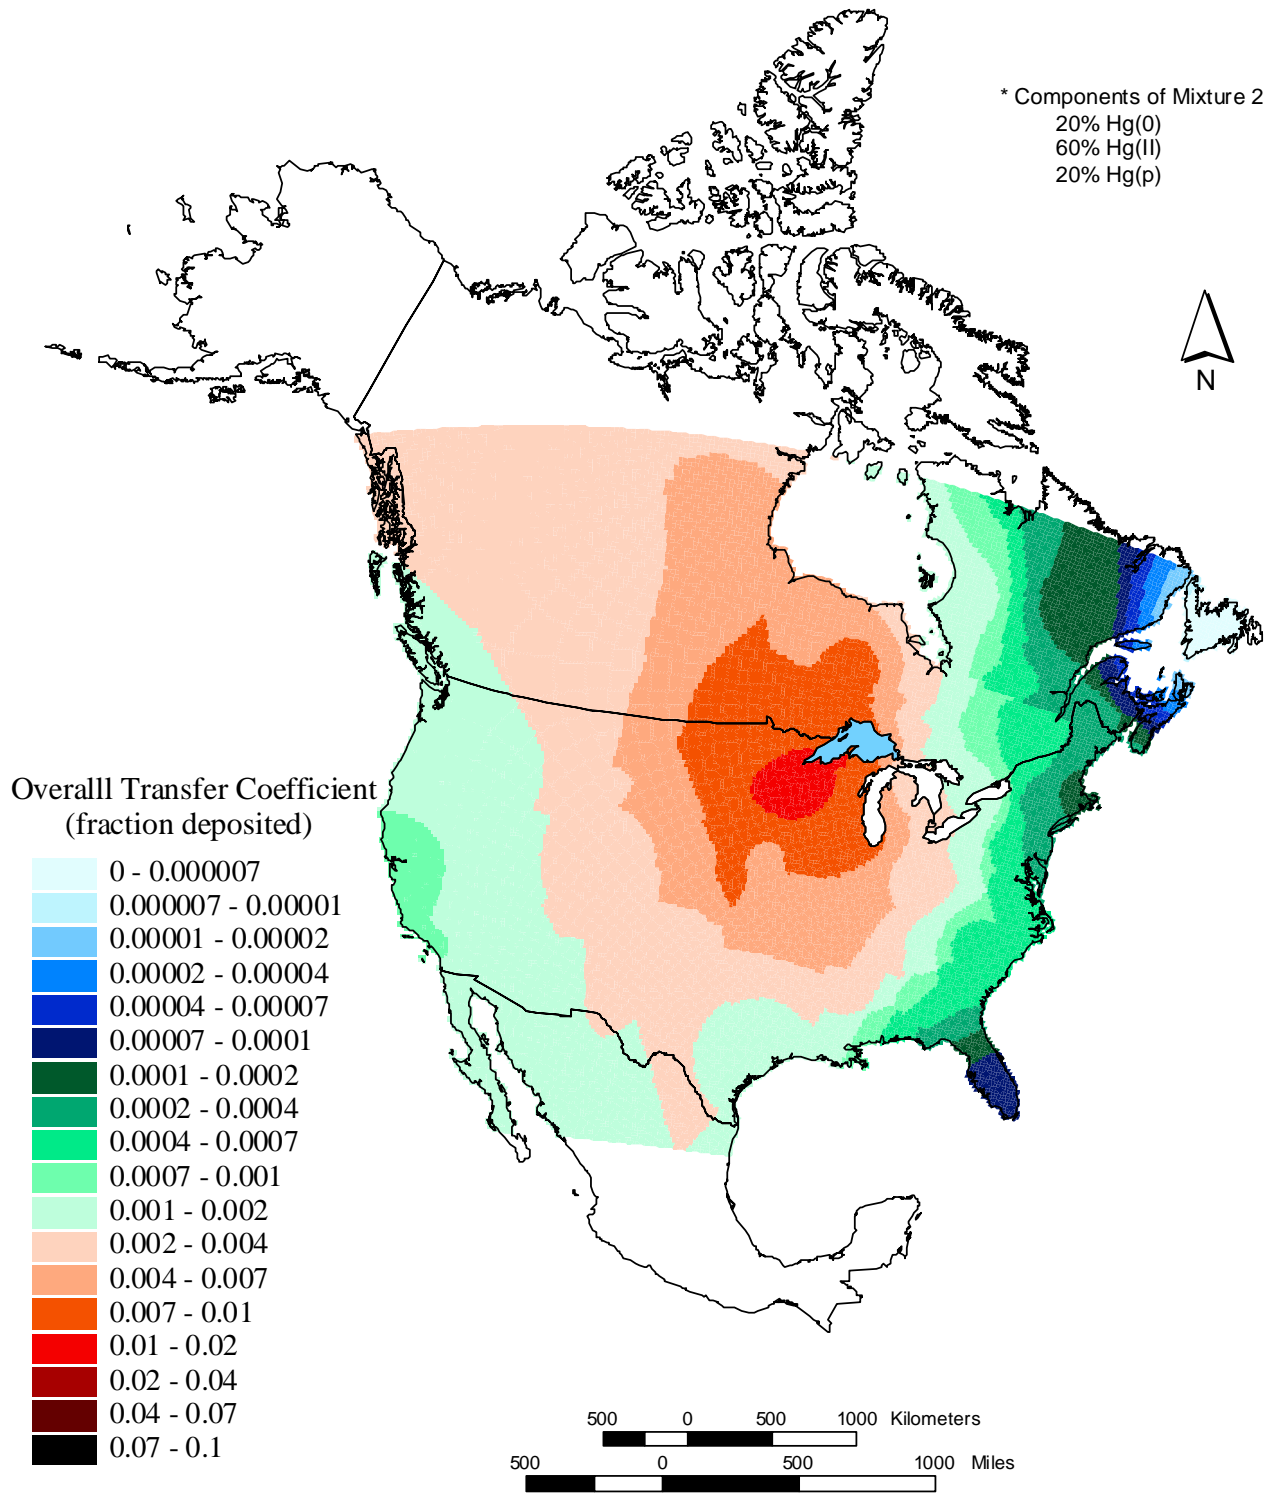 * Components of Mixture 2
20% Hg(0)
60% Hg(II)
20% Hg(p)
N
Overalll Transfer Coefficient
(fraction deposited)
0 - 0.000007
0.000007 - 0.00001
0.00001 - 0.00002
0.00002 - 0.00004
0.00004 - 0.00007
0.00007 - 0.0001
0.0001 - 0.0002
0.0002 - 0.0004
0.0004 - 0.0007
0.0007 - 0.001
0.001 - 0.002
0.002 - 0.004
0.004 - 0.007
0.007 - 0.01
0.01 - 0.02
0.02 - 0.04
0.04 - 0.07
0.07 - 0.1
500 0 500 1000 Kilometers
500 0 500 1000 Miles